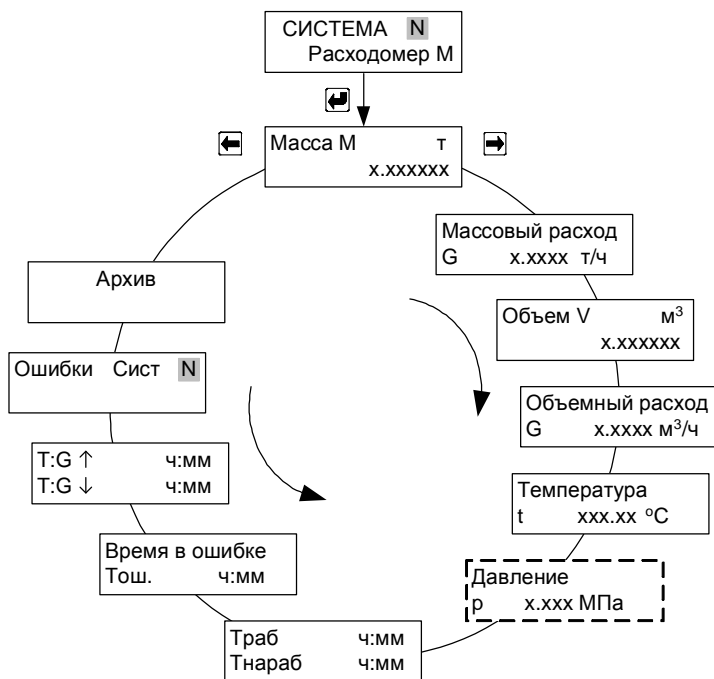 СИСТЕМА N
Расходомер М
Масса М т
х.хххххх
Массовый расход
G х.хххх т/ч
Объем V м³
х.хххххх
Объемный расход
G х.хххх м³/ч
Температура
t ххх.хх ºС
Давление
р х.ххх МПа
Траб ч:мм
Тнараб ч:мм
Время в ошибке
Тош. ч:мм
Т:G ↑ ч:мм
Т:G ↓ ч:мм
Ошибки Сист N
Архив